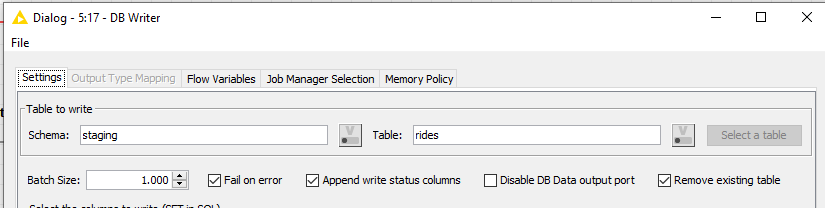 Dialog - 5:17 - DB Writer
File
Settings Output Type Mapping Flow Variables Job Manager Selection Memory Policy
Table to write
Schema: staging V Table: rides V Select a table
Batch Size: 1.000 Fail on error Append write status columns Disable DB Data output port Remove existing table
Select the columns to write (SET in SQL)